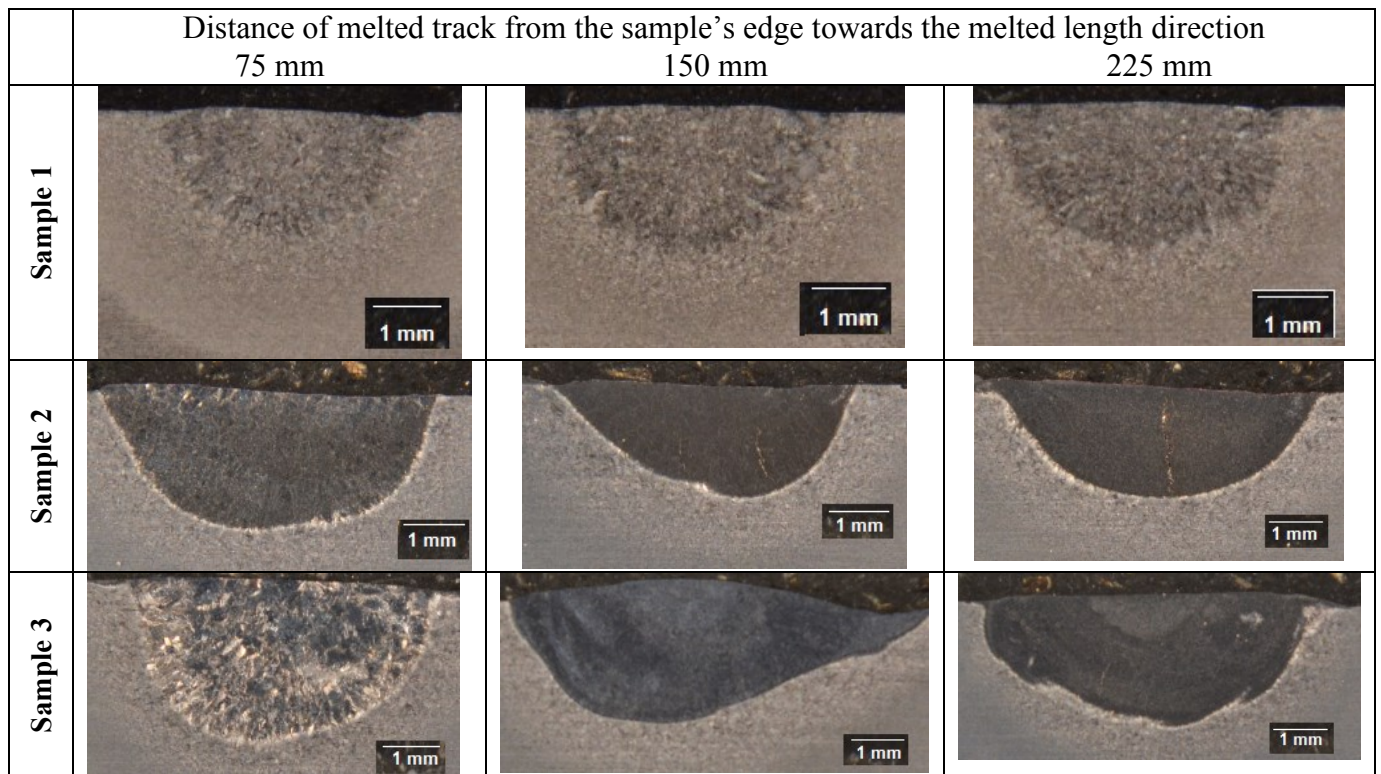 Distance of melted track from the sample’s edge towards the melted length direction
75 mm 150 mm 225 mm
Sample 1
1 mm 1 mm 1 mm
Sample 2
1 mm 1 mm 1 mm
Sample 3
1 mm 1 mm 1 mm